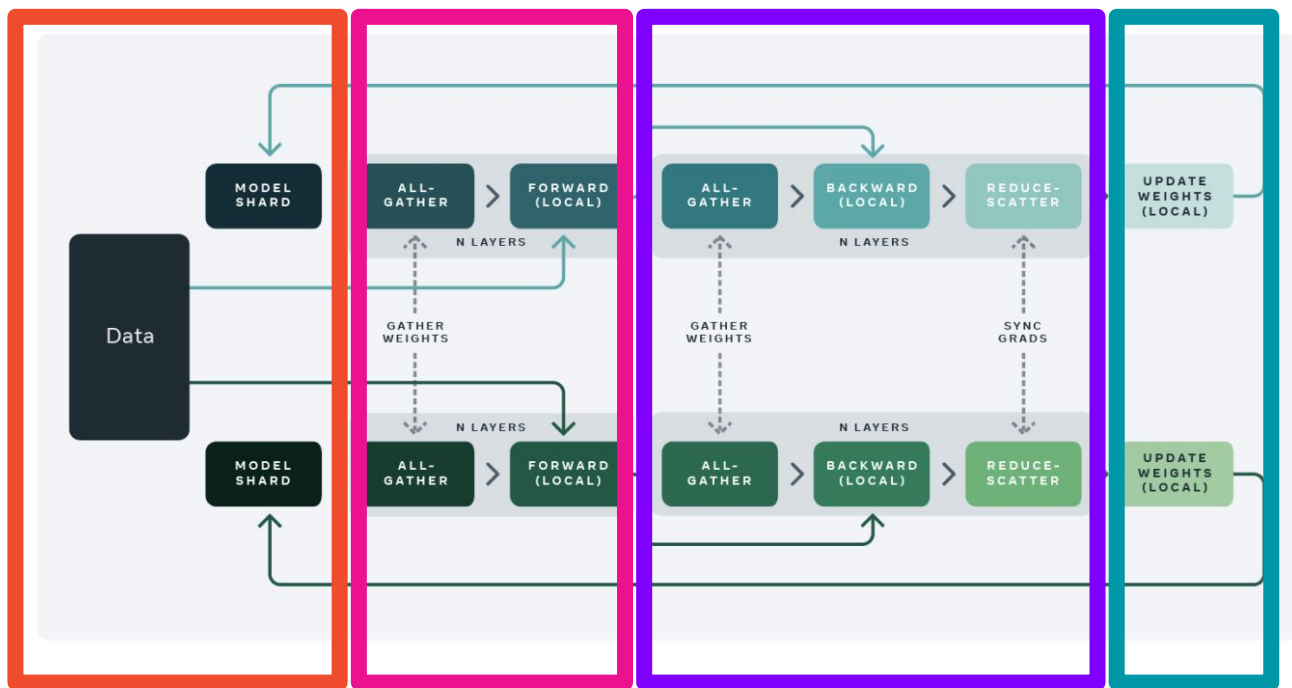 MODEL
SHARD
ALL-
GATHER
FORWARD
(LOCAL)
ALL-
GATHER
BACKWARD
(LOCAL)
REDUCE-
SCATTER
UPDATE
WEIGHTS
(LOCAL)
N LAYERS
N LAYERS
Data
GATHER
WEIGHTS
GATHER
WEIGHTS
SYNC
GRADS
N LAYERS
N LAYERS
MODEL
SHARD
ALL-
GATHER
FORWARD
(LOCAL)
ALL-
GATHER
BACKWARD
(LOCAL)
REDUCE-
SCATTER
UPDATE
WEIGHTS
(LOCAL)